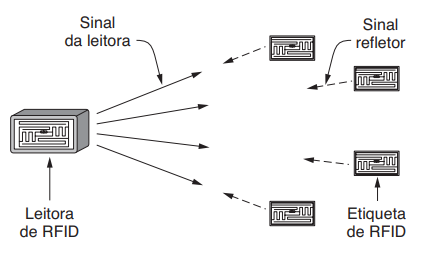 Sinal
da leitora
Sinal
refletor
Leitora
de RFID
Etiqueta
de RFID